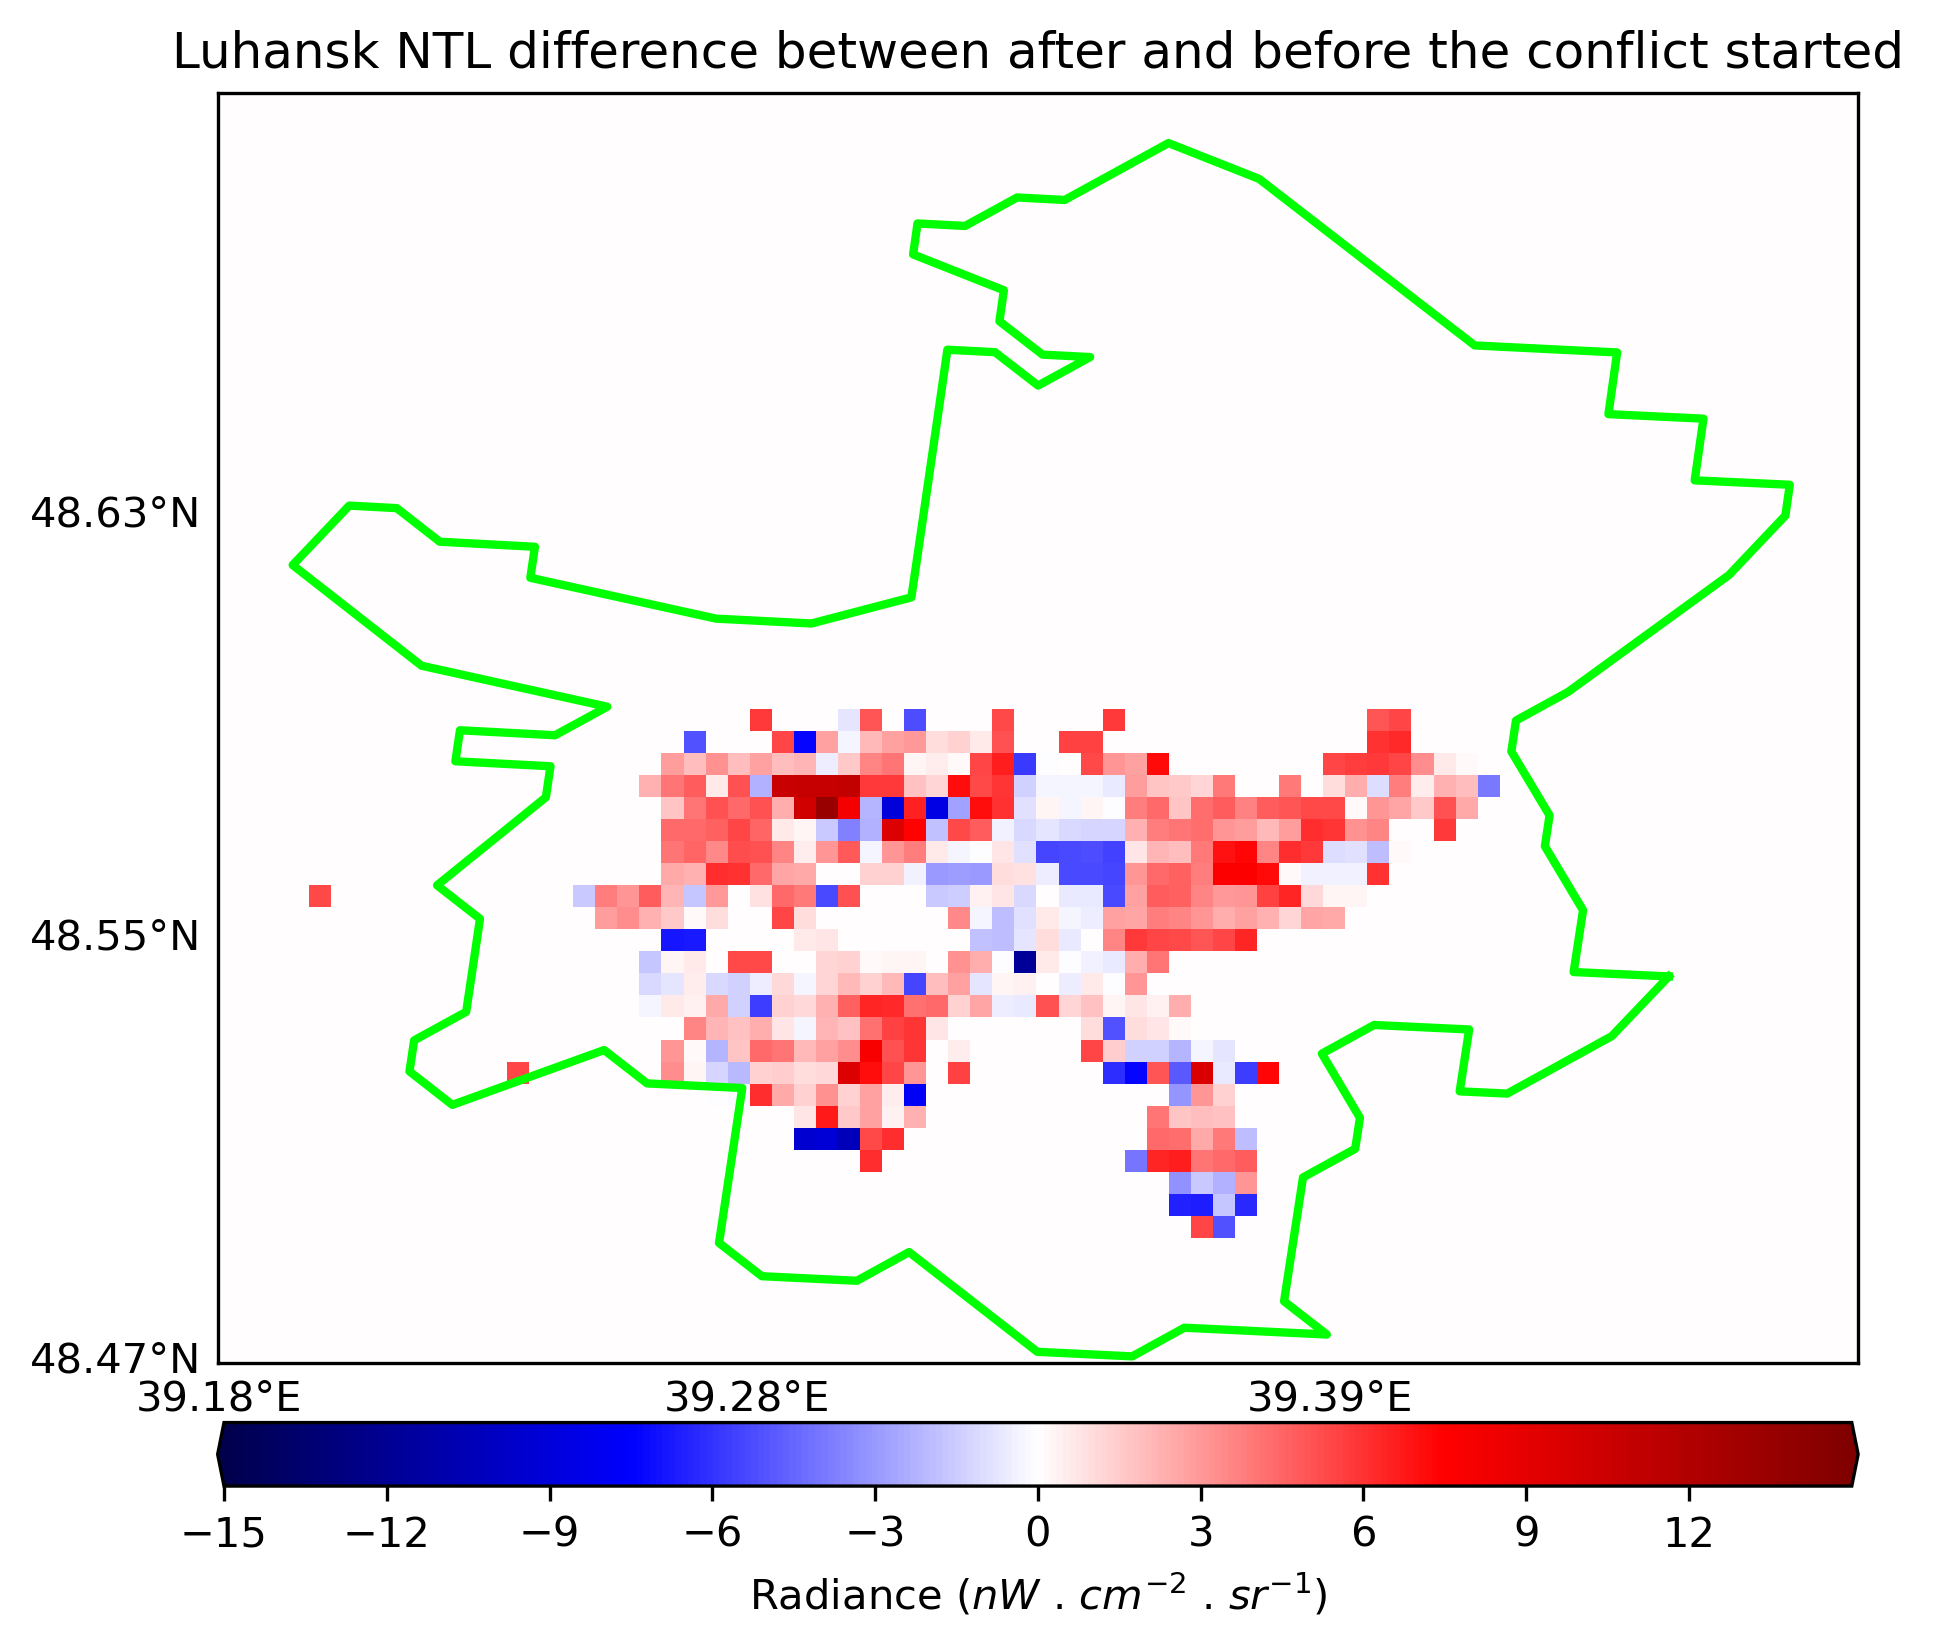 Luhansk NTL difference between after and before the conflict started
48.63°N
48.55°N
48.47°N
39.18°E 39.28°E 39.39°E
−15 −12 −9 −6 −3 0 3 6 9 12
Radiance (nW . cm⁻² . sr⁻¹)